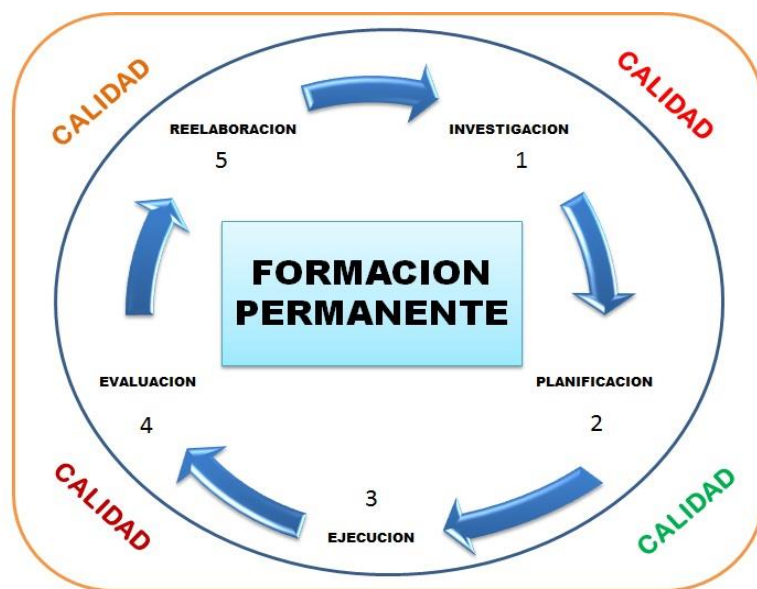 CALIDAD
CALIDAD
REELABORACION
5
INVESTIGACION
1
FORMACION
PERMANENTE
EVALUACION
4
PLANIFICACION
2
3
EJECUCION
CALIDAD
CALIDAD